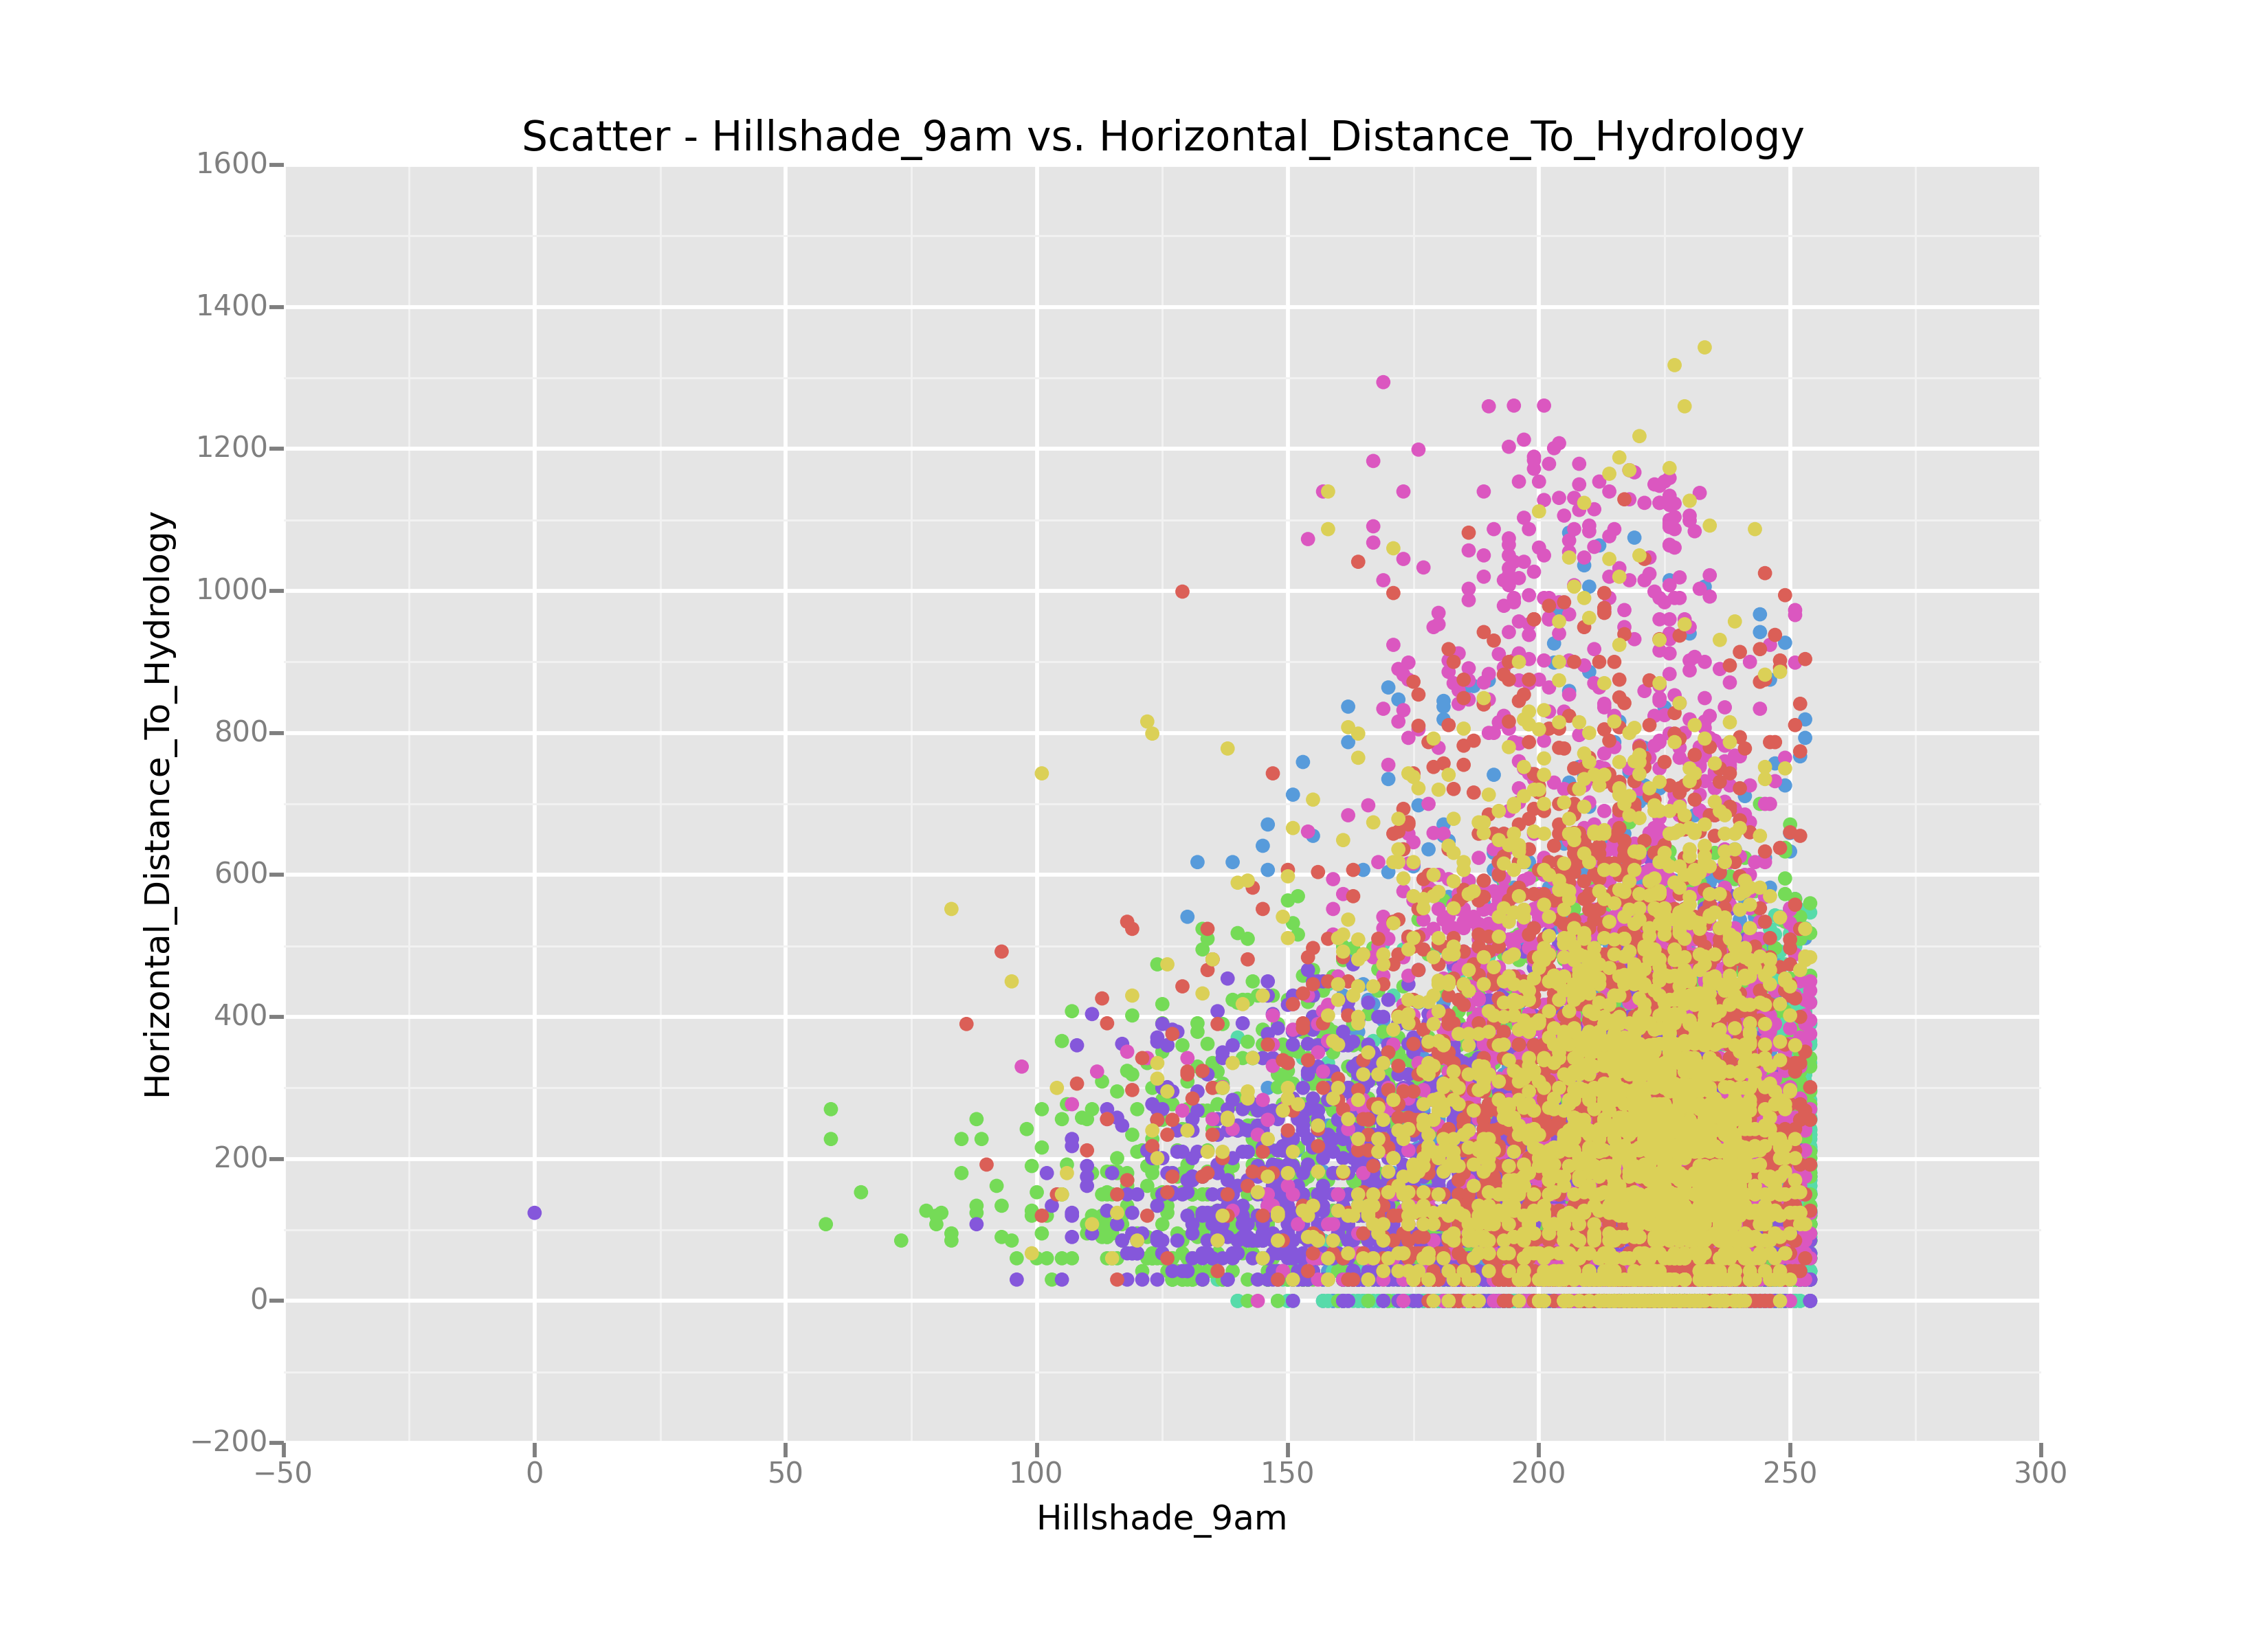 Scatter - Hillshade_9am vs. Horizontal_Distance_To_Hydrology
1600
1400
1200
1000
800
600
400
200
0
−200
Horizontal_Distance_To_Hydrology
−50 0 50 100 150 200 250 300
Hillshade_9am